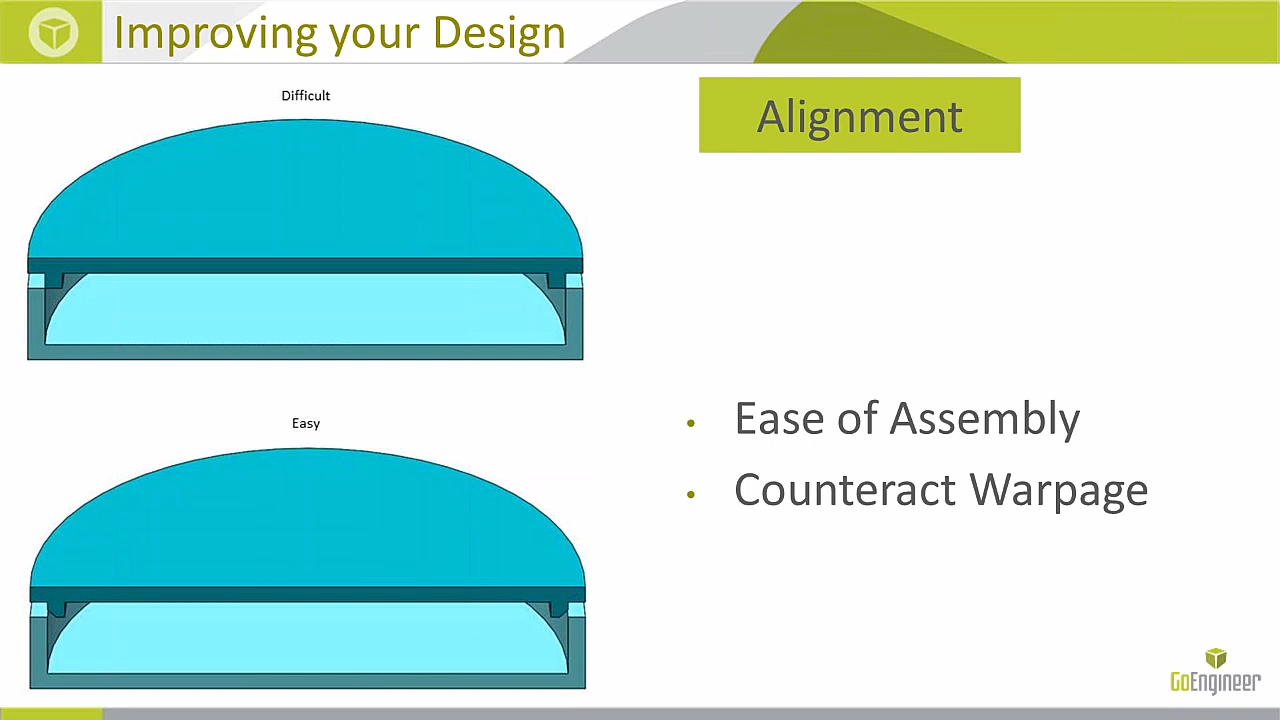 Improving your Design
Difficult
Alignment
Easy
• Ease of Assembly
• Counteract Warpage
GoEngineer